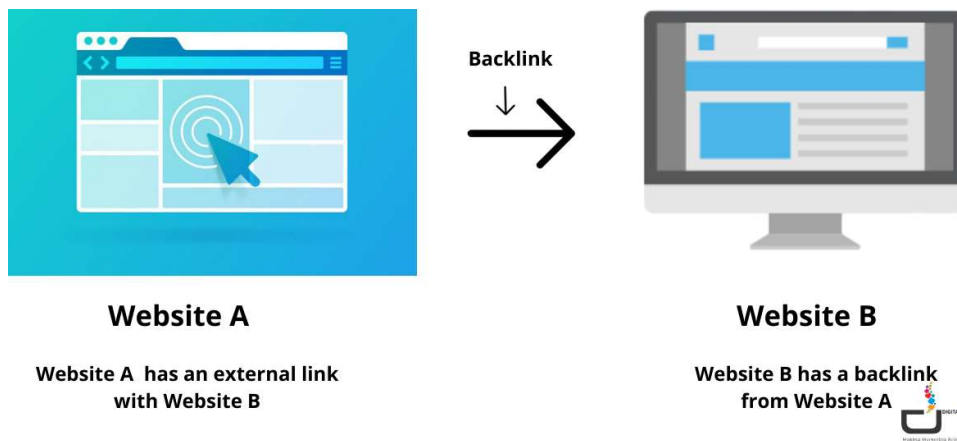 Backlink
Website A
Website B
Website A has an external link
with Website B
Website B has a backlink
from Website A